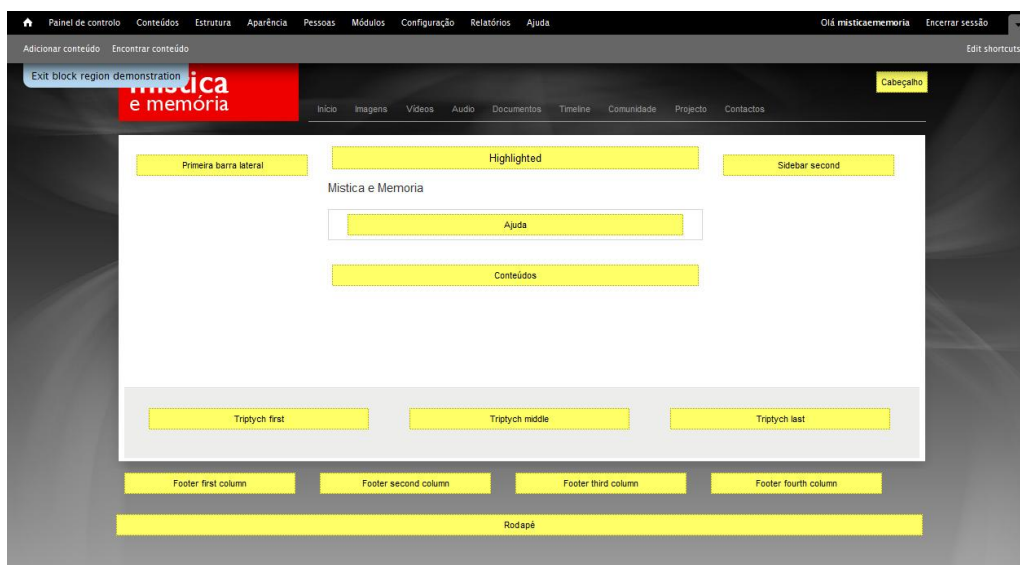 Painel de controlo Conteúdos Estrutura Aparência Pessoas Módulos Configuração Relatórios Ajuda Olá misticaememoria Encerrar sessão
Adicionar conteúdo Encontrar conteúdo Edit shortcuts
Exit block region demonstration
mística
e memória
Cabeçalho
Início Imagens Vídeos Audio Documentos Timeline Comunidade Projecto Contactos
Primeira barra lateral Highlighted Sidebar second
Mistica e Memoria
Ajuda
Conteúdos
Triptych first Triptych middle Triptych last
Footer first column Footer second column Footer third column Footer fourth column
Rodapé